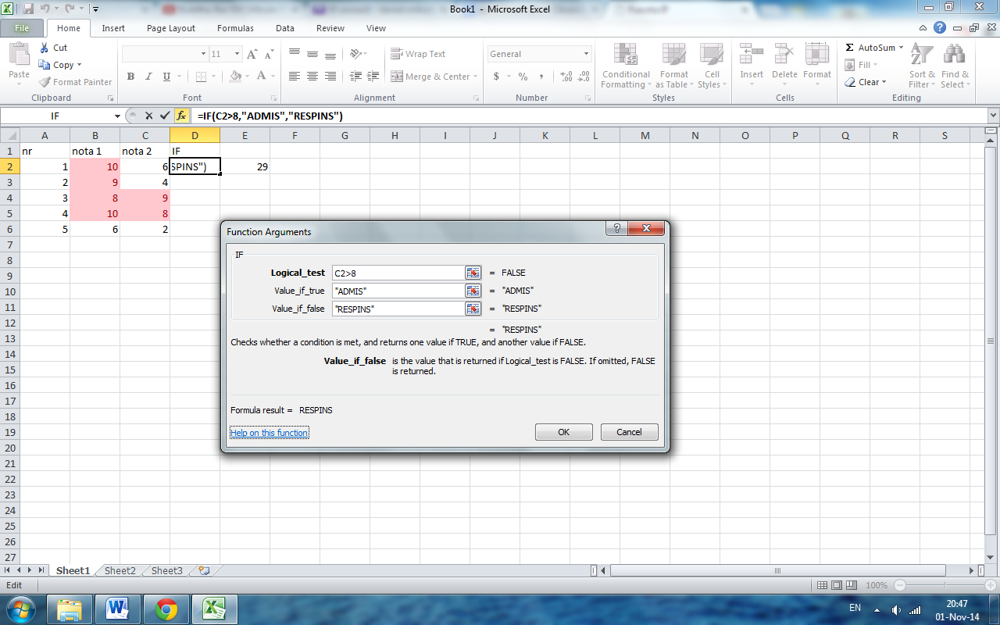 Book1 - Microsoft Excel
File Home Insert Page Layout Formulas Data Review View
Paste Cut Copy Format Painter Clipboard
11 A A B I U A Font
Wrap Text Merge & Center Alignment
General $ % , .00 .0 Number
Conditional Formatting Format as Table Cell Styles Styles
Insert Delete Format Cells
Σ AutoSum Fill Clear Sort & Filter Find & Select Editing
IF fx =IF(C2>8,"ADMIS","RESPINS")
A B C D E F G H I J K L M N O P Q R S
1 nr nota 1 nota 2 IF
2 1 10 6 SPINS") 29
3 2 9 4
4 3 8 9
5 4 10 8
6 5 6 2
7
8
9
10
11
12
13
14
15
16
17
18
19
20
21
22
23
24
25
26
27
Function Arguments
IF
Logical_test C2>8 = FALSE
Value_if_true "ADMIS" = "ADMIS"
Value_if_false "RESPINS" = "RESPINS"
= "RESPINS"
Checks whether a condition is met, and returns one value if TRUE, and another value if FALSE.
Value_if_false is the value that is returned if Logical_test is FALSE. If omitted, FALSE
is returned.
Formula result = RESPINS
Help on this function OK Cancel
Sheet1 Sheet2 Sheet3
Edit 100%
EN 20:47
01-Nov-14